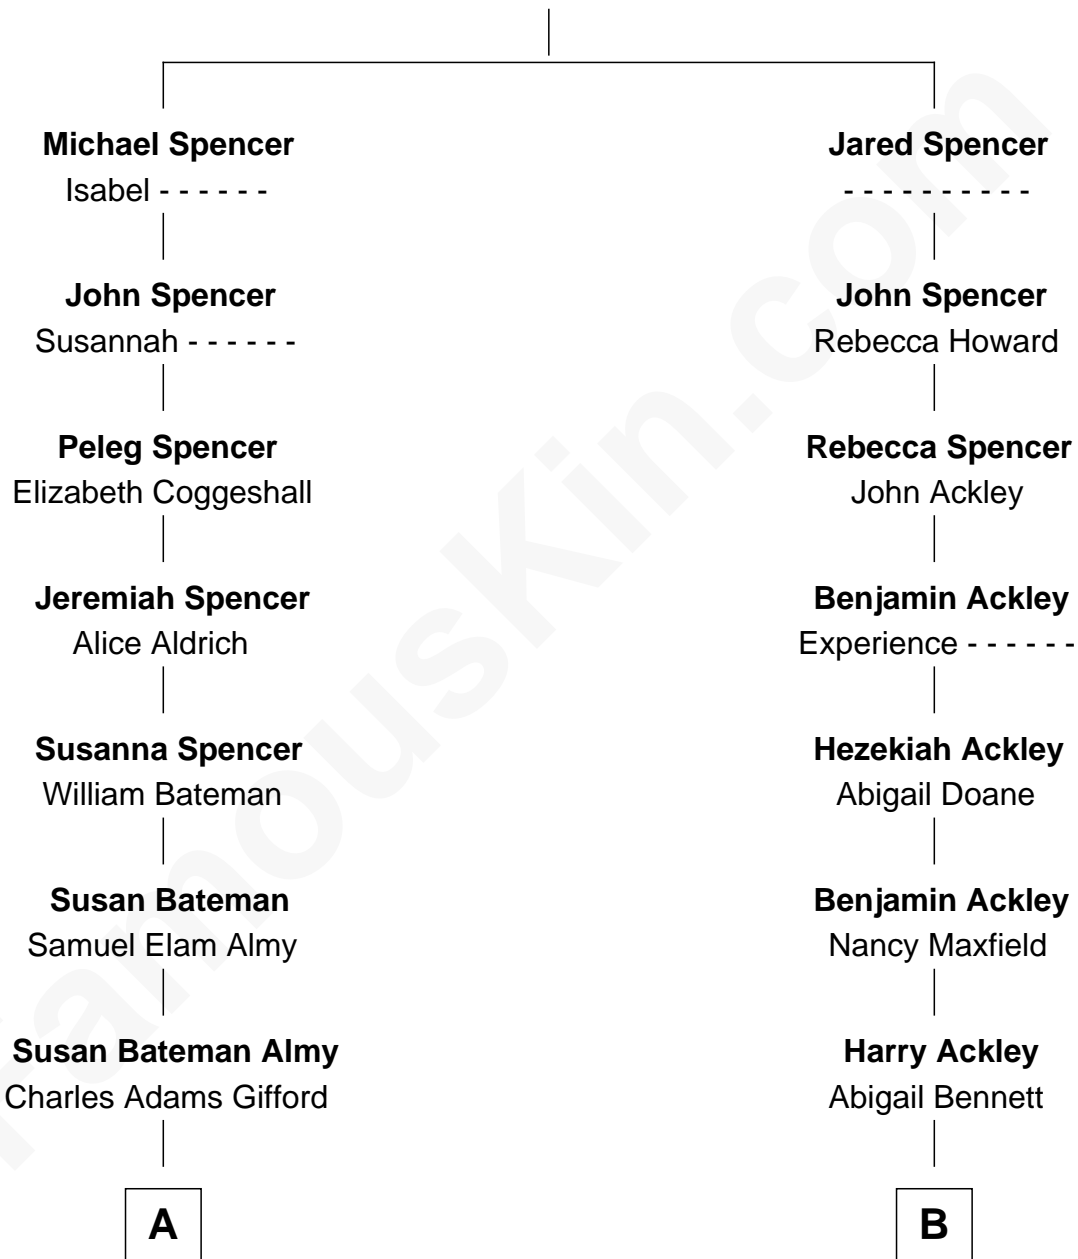 Michael Spencer
Isabel - - - - - -
Jared Spencer
- - - - - - - - - -
John Spencer
Susannah - - - - - -
John Spencer
Rebecca Howard
Peleg Spencer
Elizabeth Coggeshall
Rebecca Spencer
John Ackley
Jeremiah Spencer
Alice Aldrich
Benjamin Ackley
Experience - - - - - -
Susanna Spencer
William Bateman
Hezekiah Ackley
Abigail Doane
Susan Bateman
Samuel Elam Almy
Benjamin Ackley
Nancy Maxfield
Susan Bateman Almy
Charles Adams Gifford
Harry Ackley
Abigail Bennett
A
B
FamousKin.com